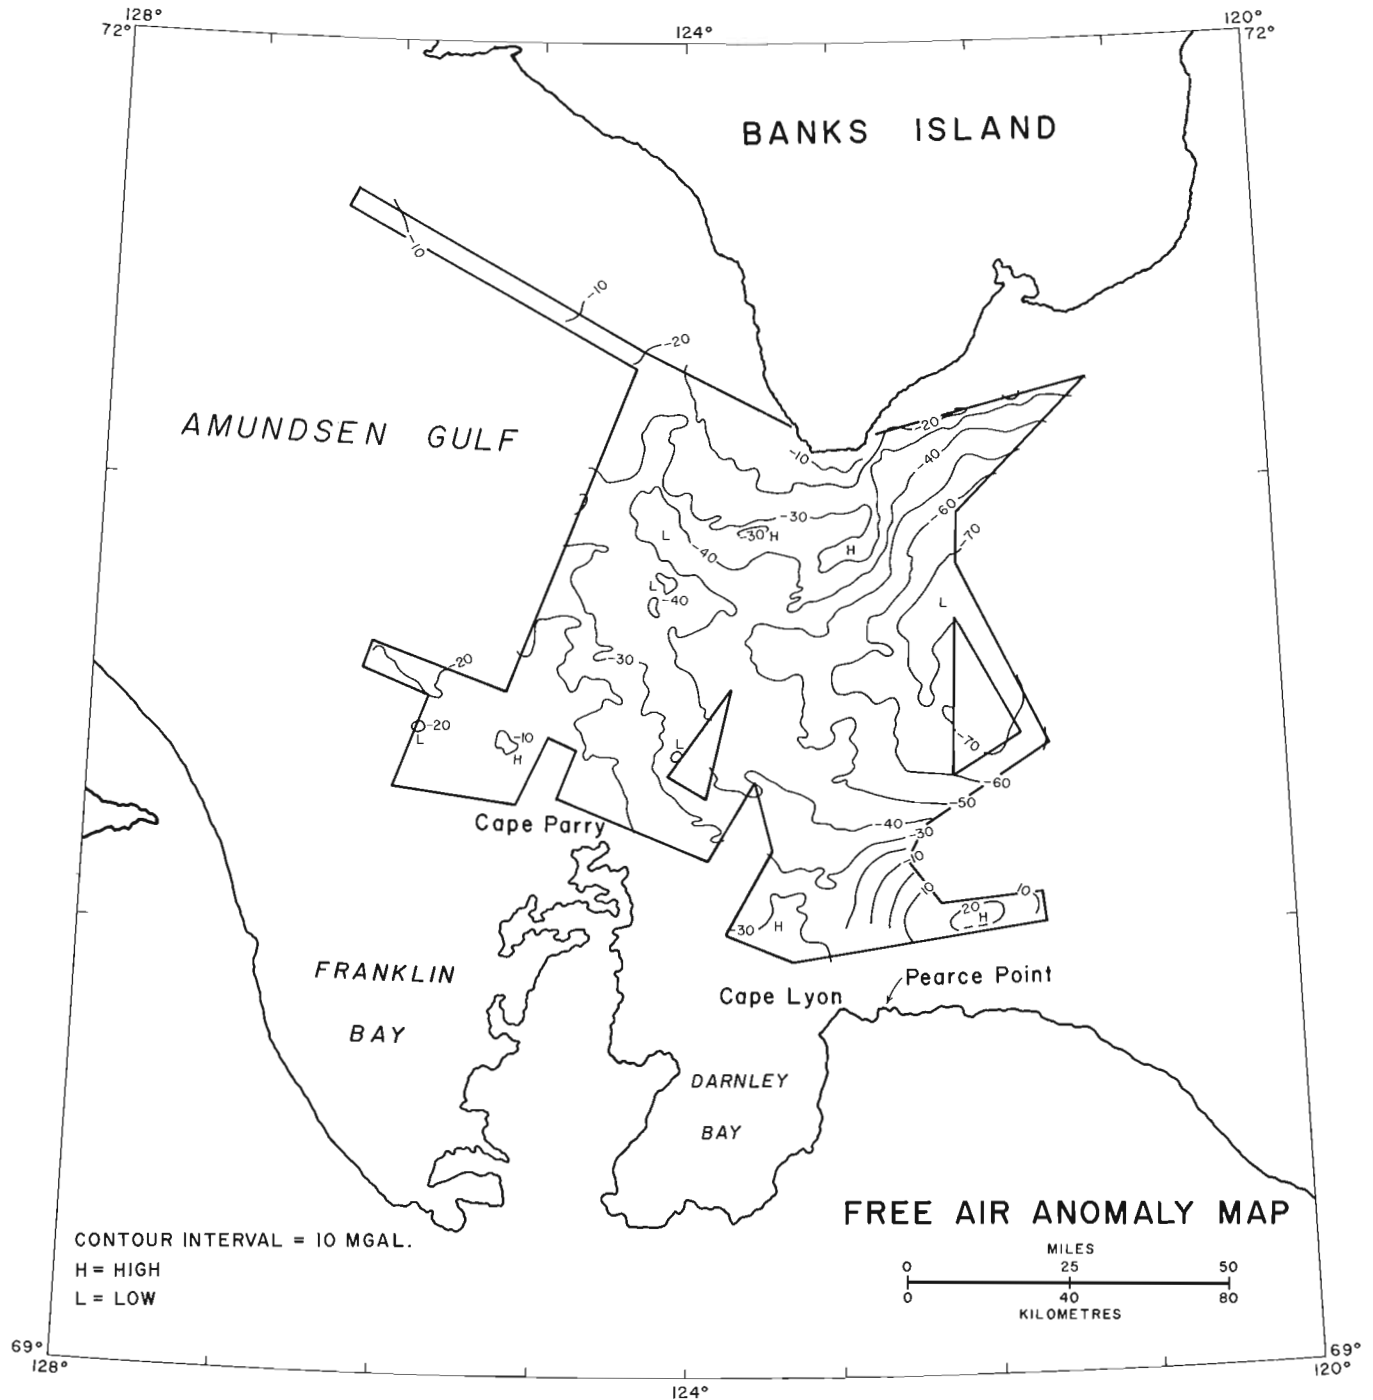 128°
72°
124°
120°
72°
BANKS ISLAND
-10
-10
-20
AMUNDSEN GULF
-20
-10
-40
-30
-30 H
-60
L
H
-40
-70
L
-40
L
-30
-20
-20
L
-10
H
L
-70
-60
-50
-40
-30
Cape Parry
-10
10
10
20
H
-30
H
FRANKLIN
BAY
Pearce Point
Cape Lyon
DARNLEY
BAY
FREE AIR ANOMALY MAP
CONTOUR INTERVAL = 10 MGAL.
H = HIGH
L = LOW
MILES
0 25 50
0 40 80
KILOMETRES
69°
128°
124°
69°
120°